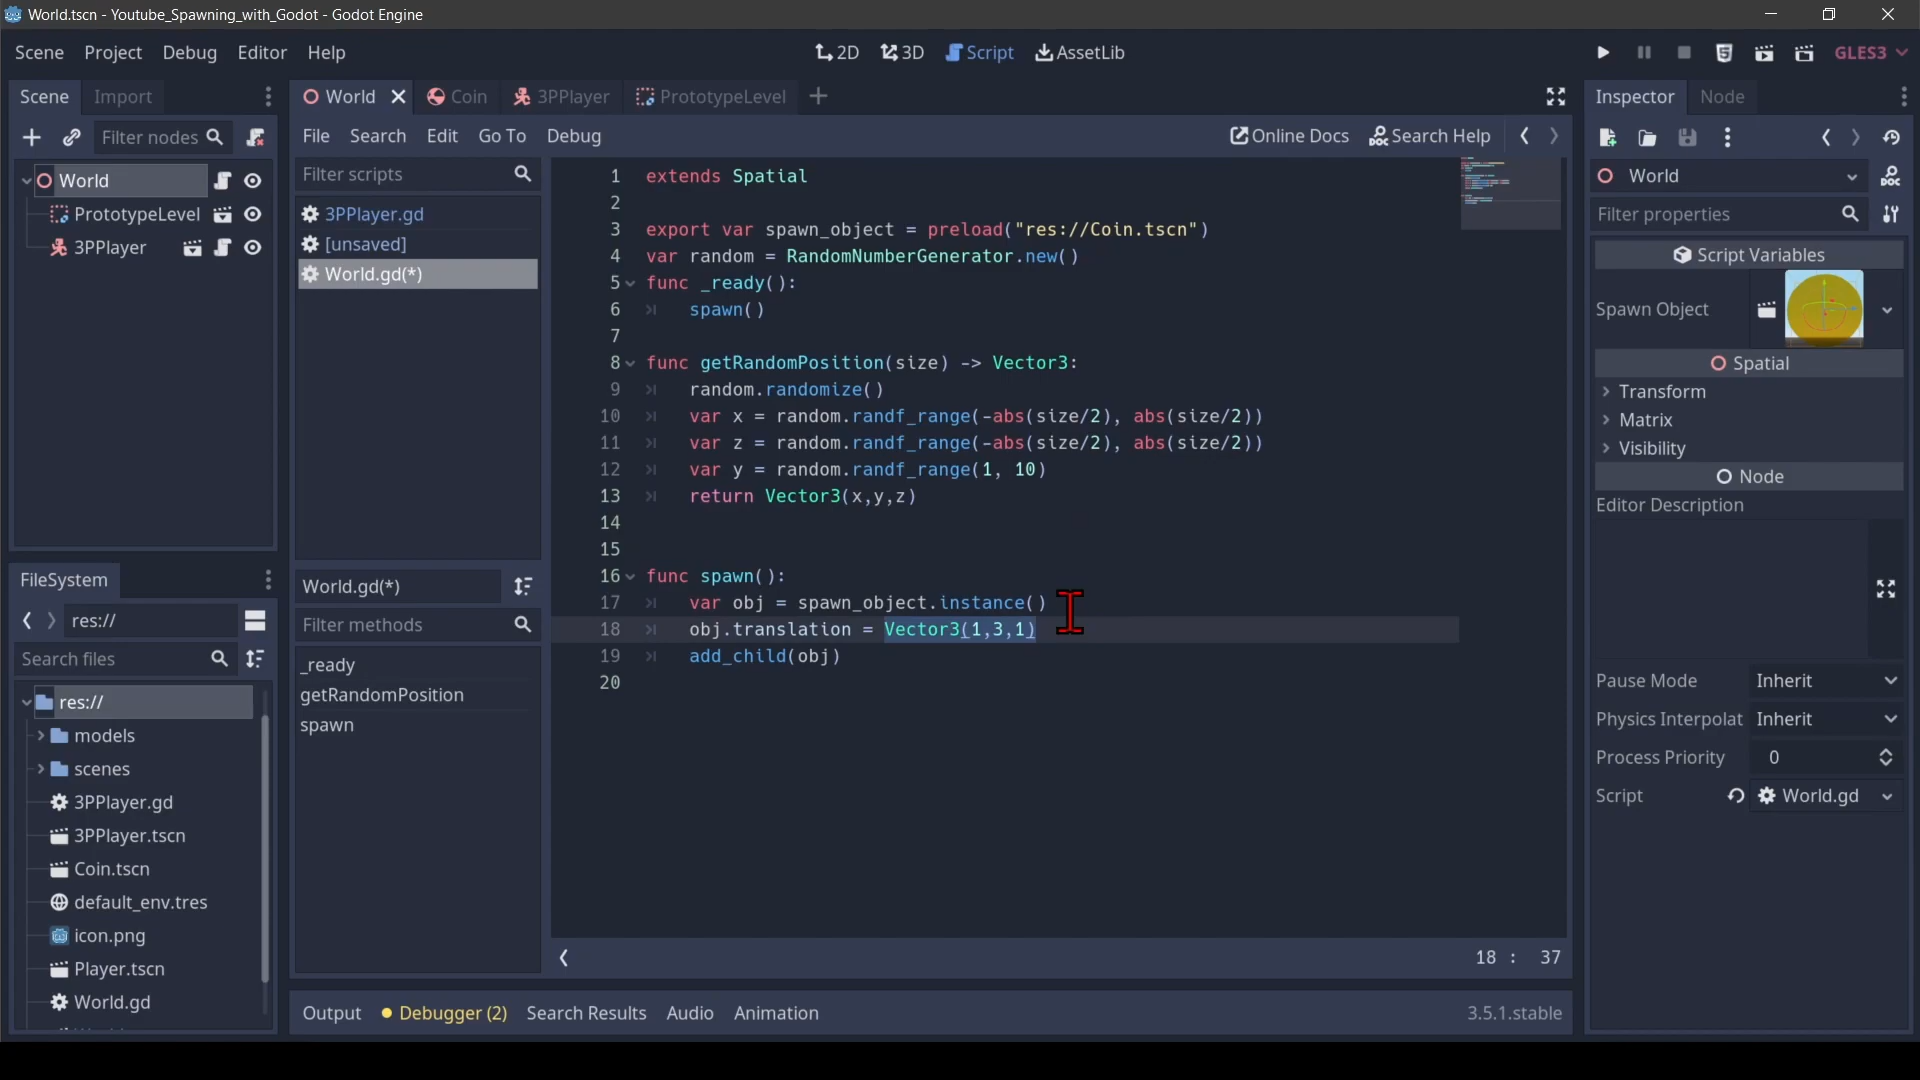 World.tscn - Youtube_Spawning_with_Godot - Godot Engine
Scene Project Debug Editor Help
2D 3D Script AssetLib
GLES3
Scene Import
Filter nodes
World
PrototypeLevel
3PPlayer
FileSystem
res://
Search files
res://
models
scenes
3PPlayer.gd
3PPlayer.tscn
Coin.tscn
default_env.tres
icon.png
Player.tscn
World.gd
World Coin 3PPlayer PrototypeLevel
File Search Edit Go To Debug
Online Docs Search Help
Filter scripts
3PPlayer.gd
[unsaved]
World.gd(*)
World.gd(*)
Filter methods
_ready
getRandomPosition
spawn
1 extends Spatial
2
3 export var spawn_object = preload("res://Coin.tscn")
4 var random = RandomNumberGenerator.new()
5 func _ready():
6 spawn()
7
8 func getRandomPosition(size) -> Vector3:
9 random.randomize()
10 var x = random.randf_range(-abs(size/2), abs(size/2))
11 var z = random.randf_range(-abs(size/2), abs(size/2))
12 var y = random.randf_range(1, 10)
13 return Vector3(x,y,z)
14
15
16 func spawn():
17 var obj = spawn_object.instance()
18 obj.translation = Vector3(1,3,1)
19 add_child(obj)
20
18 : 37
Output Debugger (2) Search Results Audio Animation
3.5.1.stable
Inspector Node
World
Filter properties
Script Variables
Spawn Object
Spatial
Transform
Matrix
Visibility
Node
Editor Description
Pause Mode Inherit
Physics Interpolat Inherit
Process Priority 0
Script World.gd